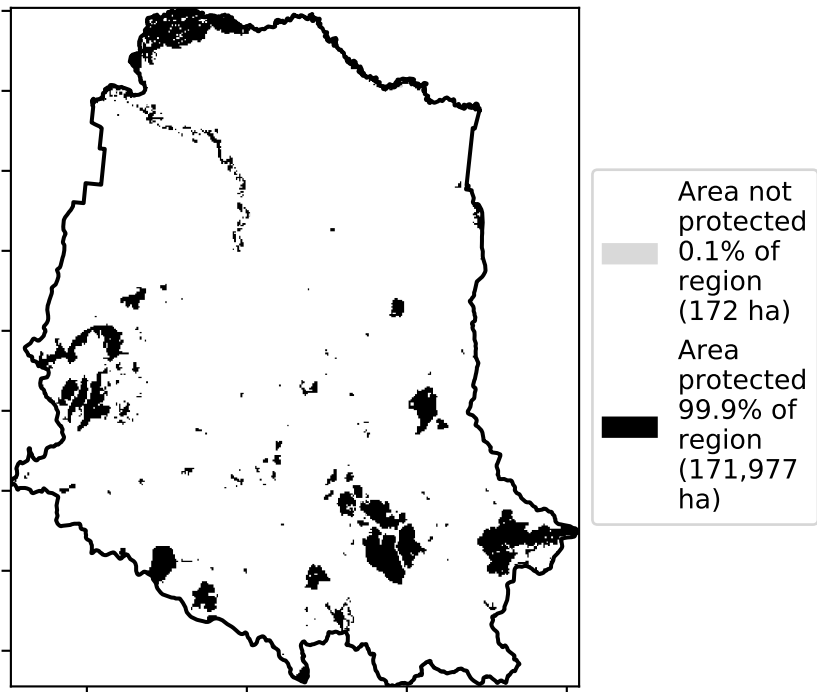 Area not
protected
0.1% of
region
(172 ha)
Area
protected
99.9% of
region
(171,977
ha)